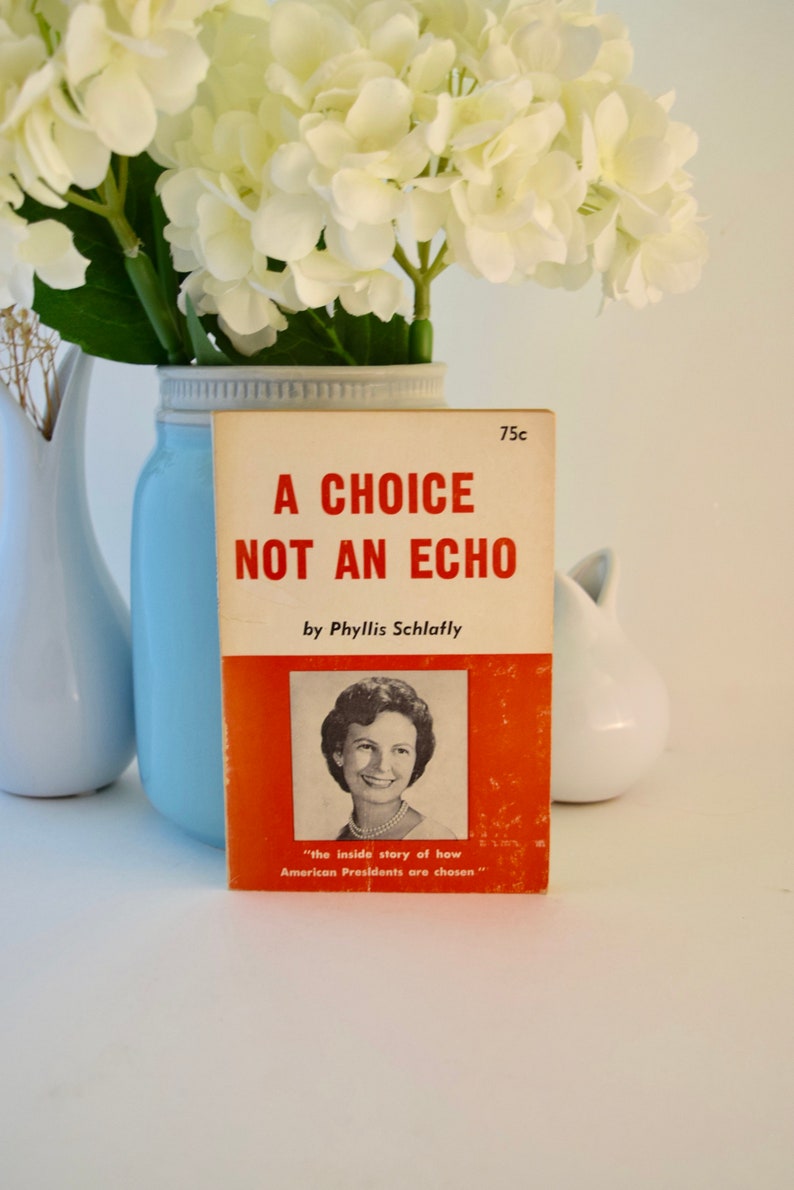 75c
A CHOICE
NOT AN ECHO
by Phyllis Schlafly
"the inside story of how
American Presidents are chosen"